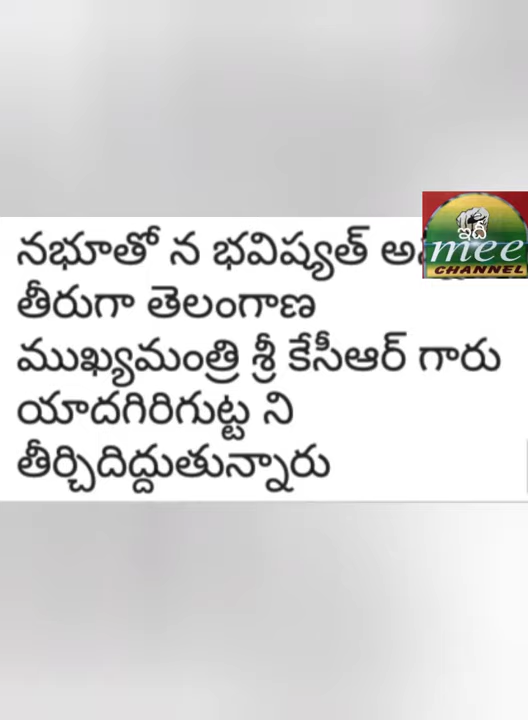 నభూతో న భవిష్యత్
తీరుగా తెలంగాణ
ముఖ్యమంత్రి శ్రీ కేసీఆర్ గారు
యాదగిరిగుట్ట ని
తీర్చిదిద్దుతున్నారు
ఇది
mee
CHANNEL